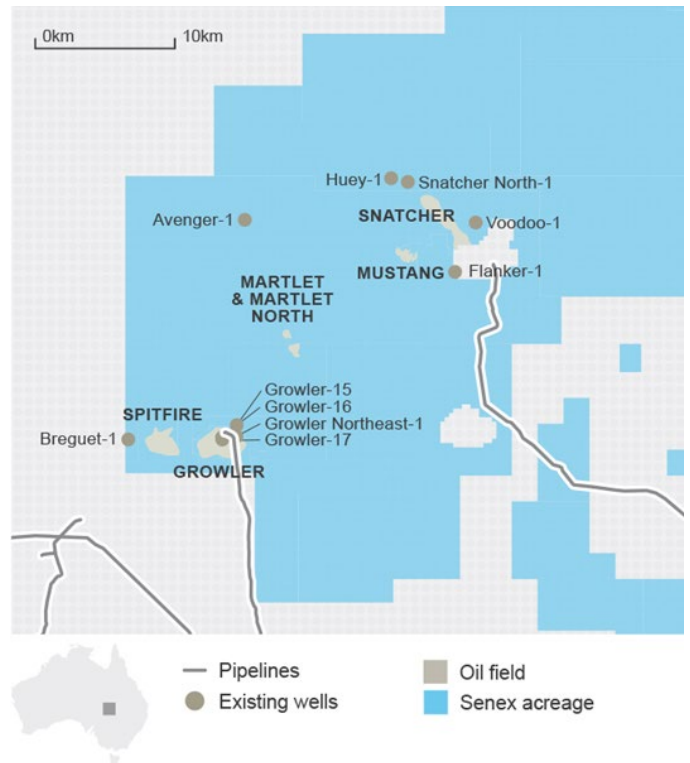 0km 10km
Huey-1
Snatcher North-1
Avenger-1
SNATCHER
Voodoo-1
MUSTANG
Flanker-1
MARTLET
& MARTLET
NORTH
Growler-15
Growler-16
SPITFIRE
Growler Northeast-1
Breguet-1
Growler-17
GROWLER
Pipelines
Oil field
Existing wells
Senex acreage